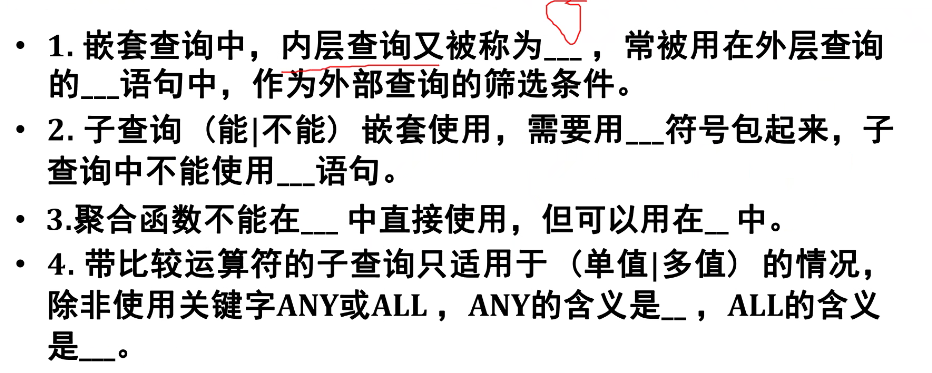 • 1. 嵌套查询中，内层查询又被称为___，常被用在外层查询
的___语句中，作为外部查询的筛选条件。
• 2. 子查询（能|不能）嵌套使用，需要用___符号包起来，子
查询中不能使用___语句。
• 3.聚合函数不能在___ 中直接使用，但可以用在__ 中。
• 4. 带比较运算符的子查询只适用于（单值|多值）的情况，
除非使用关键字ANY或ALL，ANY的含义是__，ALL的含义
是___。